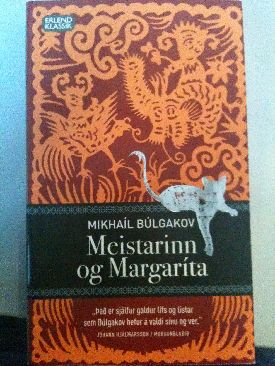 ERLEND
KLASSIK
MIKHAÍL BÚLGAKOV
Meistarinn
og Margaríta
„Það er sjálfur galdur lífs og listar
sem Búlgakov hefur á valdi sínu og ver.“
JÓHANN HJÁLMARSSON / MORGUNBLAÐIÐ